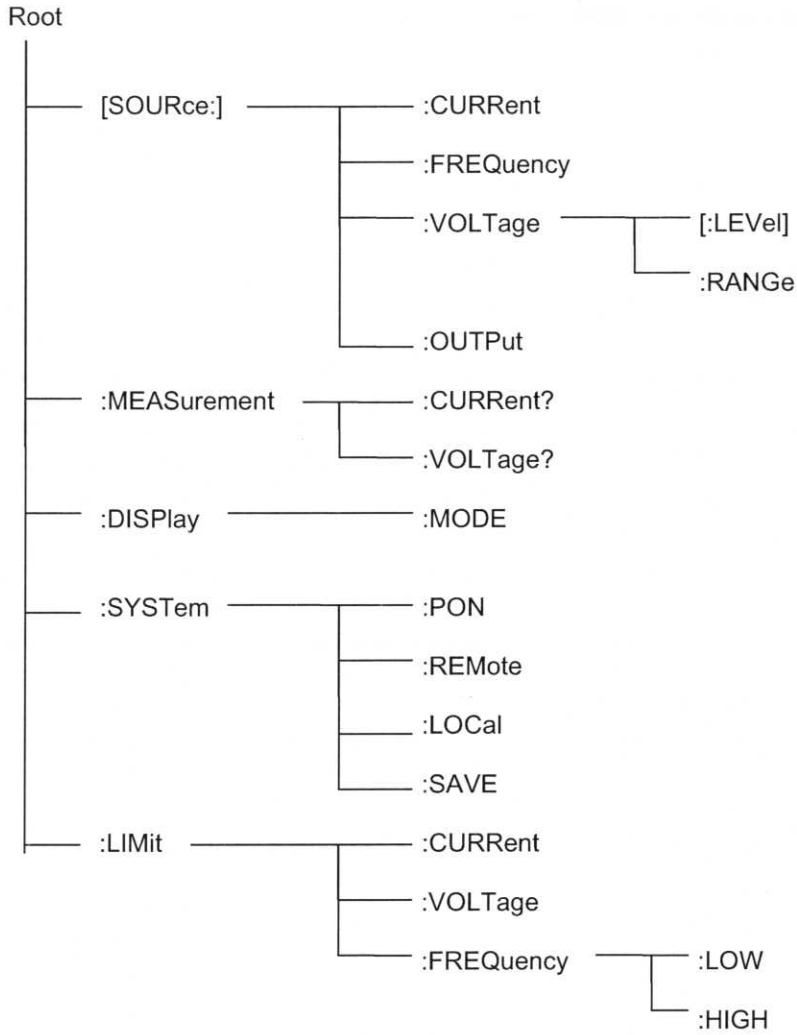 Root
[SOURce:] :CURRent
:FREQuency
:VOLTage [:LEVel]
:RANGe
:OUTPut
:MEASurement :CURRent?
:VOLTage?
:DISPlay :MODE
:SYSTem :PON
:REMote
:LOCal
:SAVE
:LIMit :CURRent
:VOLTage
:FREQuency :LOW
:HIGH